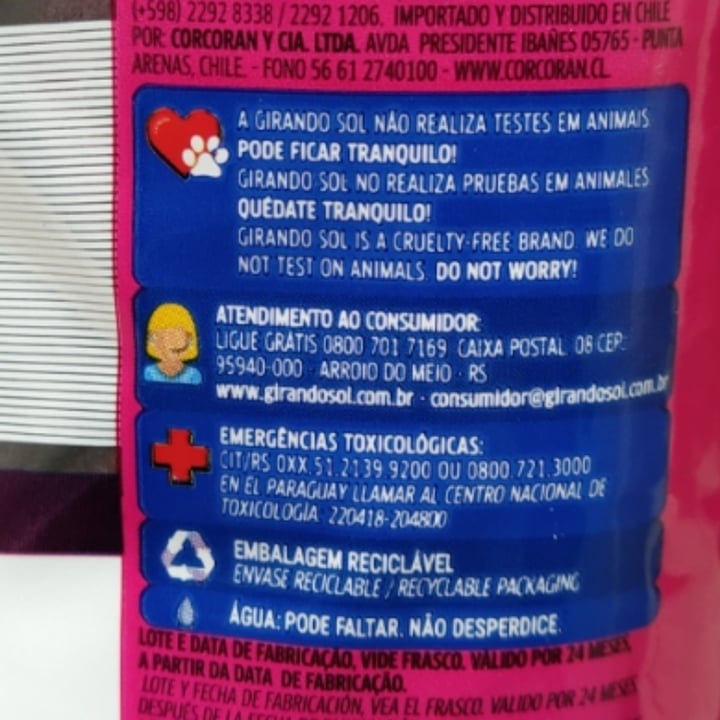 (+598) 2292 8338 / 2292 1206. IMPORTADO Y DISTRIBUIDO EN CHILE
POR: CORCORAN Y CIA. LTDA. AVDA PRESIDENTE IBAÑES 05765 - PUNTA
ARENAS, CHILE. - FONO 56 61 2740100 - WWW.CORCORAN.CL
A GIRANDO SOL NÃO REALIZA TESTES EM ANIMAIS
PODE FICAR TRANQUILO!
GIRANDO SOL NO REALIZA PRUEBAS EM ANIMALES
QUÉDATE TRANQUILO!
GIRANDO SOL IS A CRUELTY-FREE BRAND. WE DO
NOT TEST ON ANIMALS. DO NOT WORRY!
ATENDIMENTO AO CONSUMIDOR:
LIGUE GRÁTIS 0800 701 7169 CAIXA POSTAL: 08 CEP:
95940-000 - ARROIO DO MEIO - RS
www.girandosol.com.br - consumidor@girandosol.com.br
EMERGÊNCIAS TOXICOLÓGICAS:
CIT/RS 0XX.51.2139.9200 OU 0800.721.3000
EN EL PARAGUAY LLAMAR AL CENTRO NACIONAL DE
TOXICOLOGÍA: 220418-204800
EMBALAGEM RECICLÁVEL
ENVASE RECICLABLE / RECYCLABLE PACKAGING
ÁGUA: PODE FALTAR. NÃO DESPERDICE.
LOTE E DATA DE FABRICAÇÃO, VIDE FRASCO. VÁLIDO POR 24 MESES
A PARTIR DA DATA DE FABRICAÇÃO.
LOTE Y FECHA DE FABRICACIÓN, VEA EL FRASCO. VALIDO POR 24 MESES
DESPUÉS DE LA FECHA DE